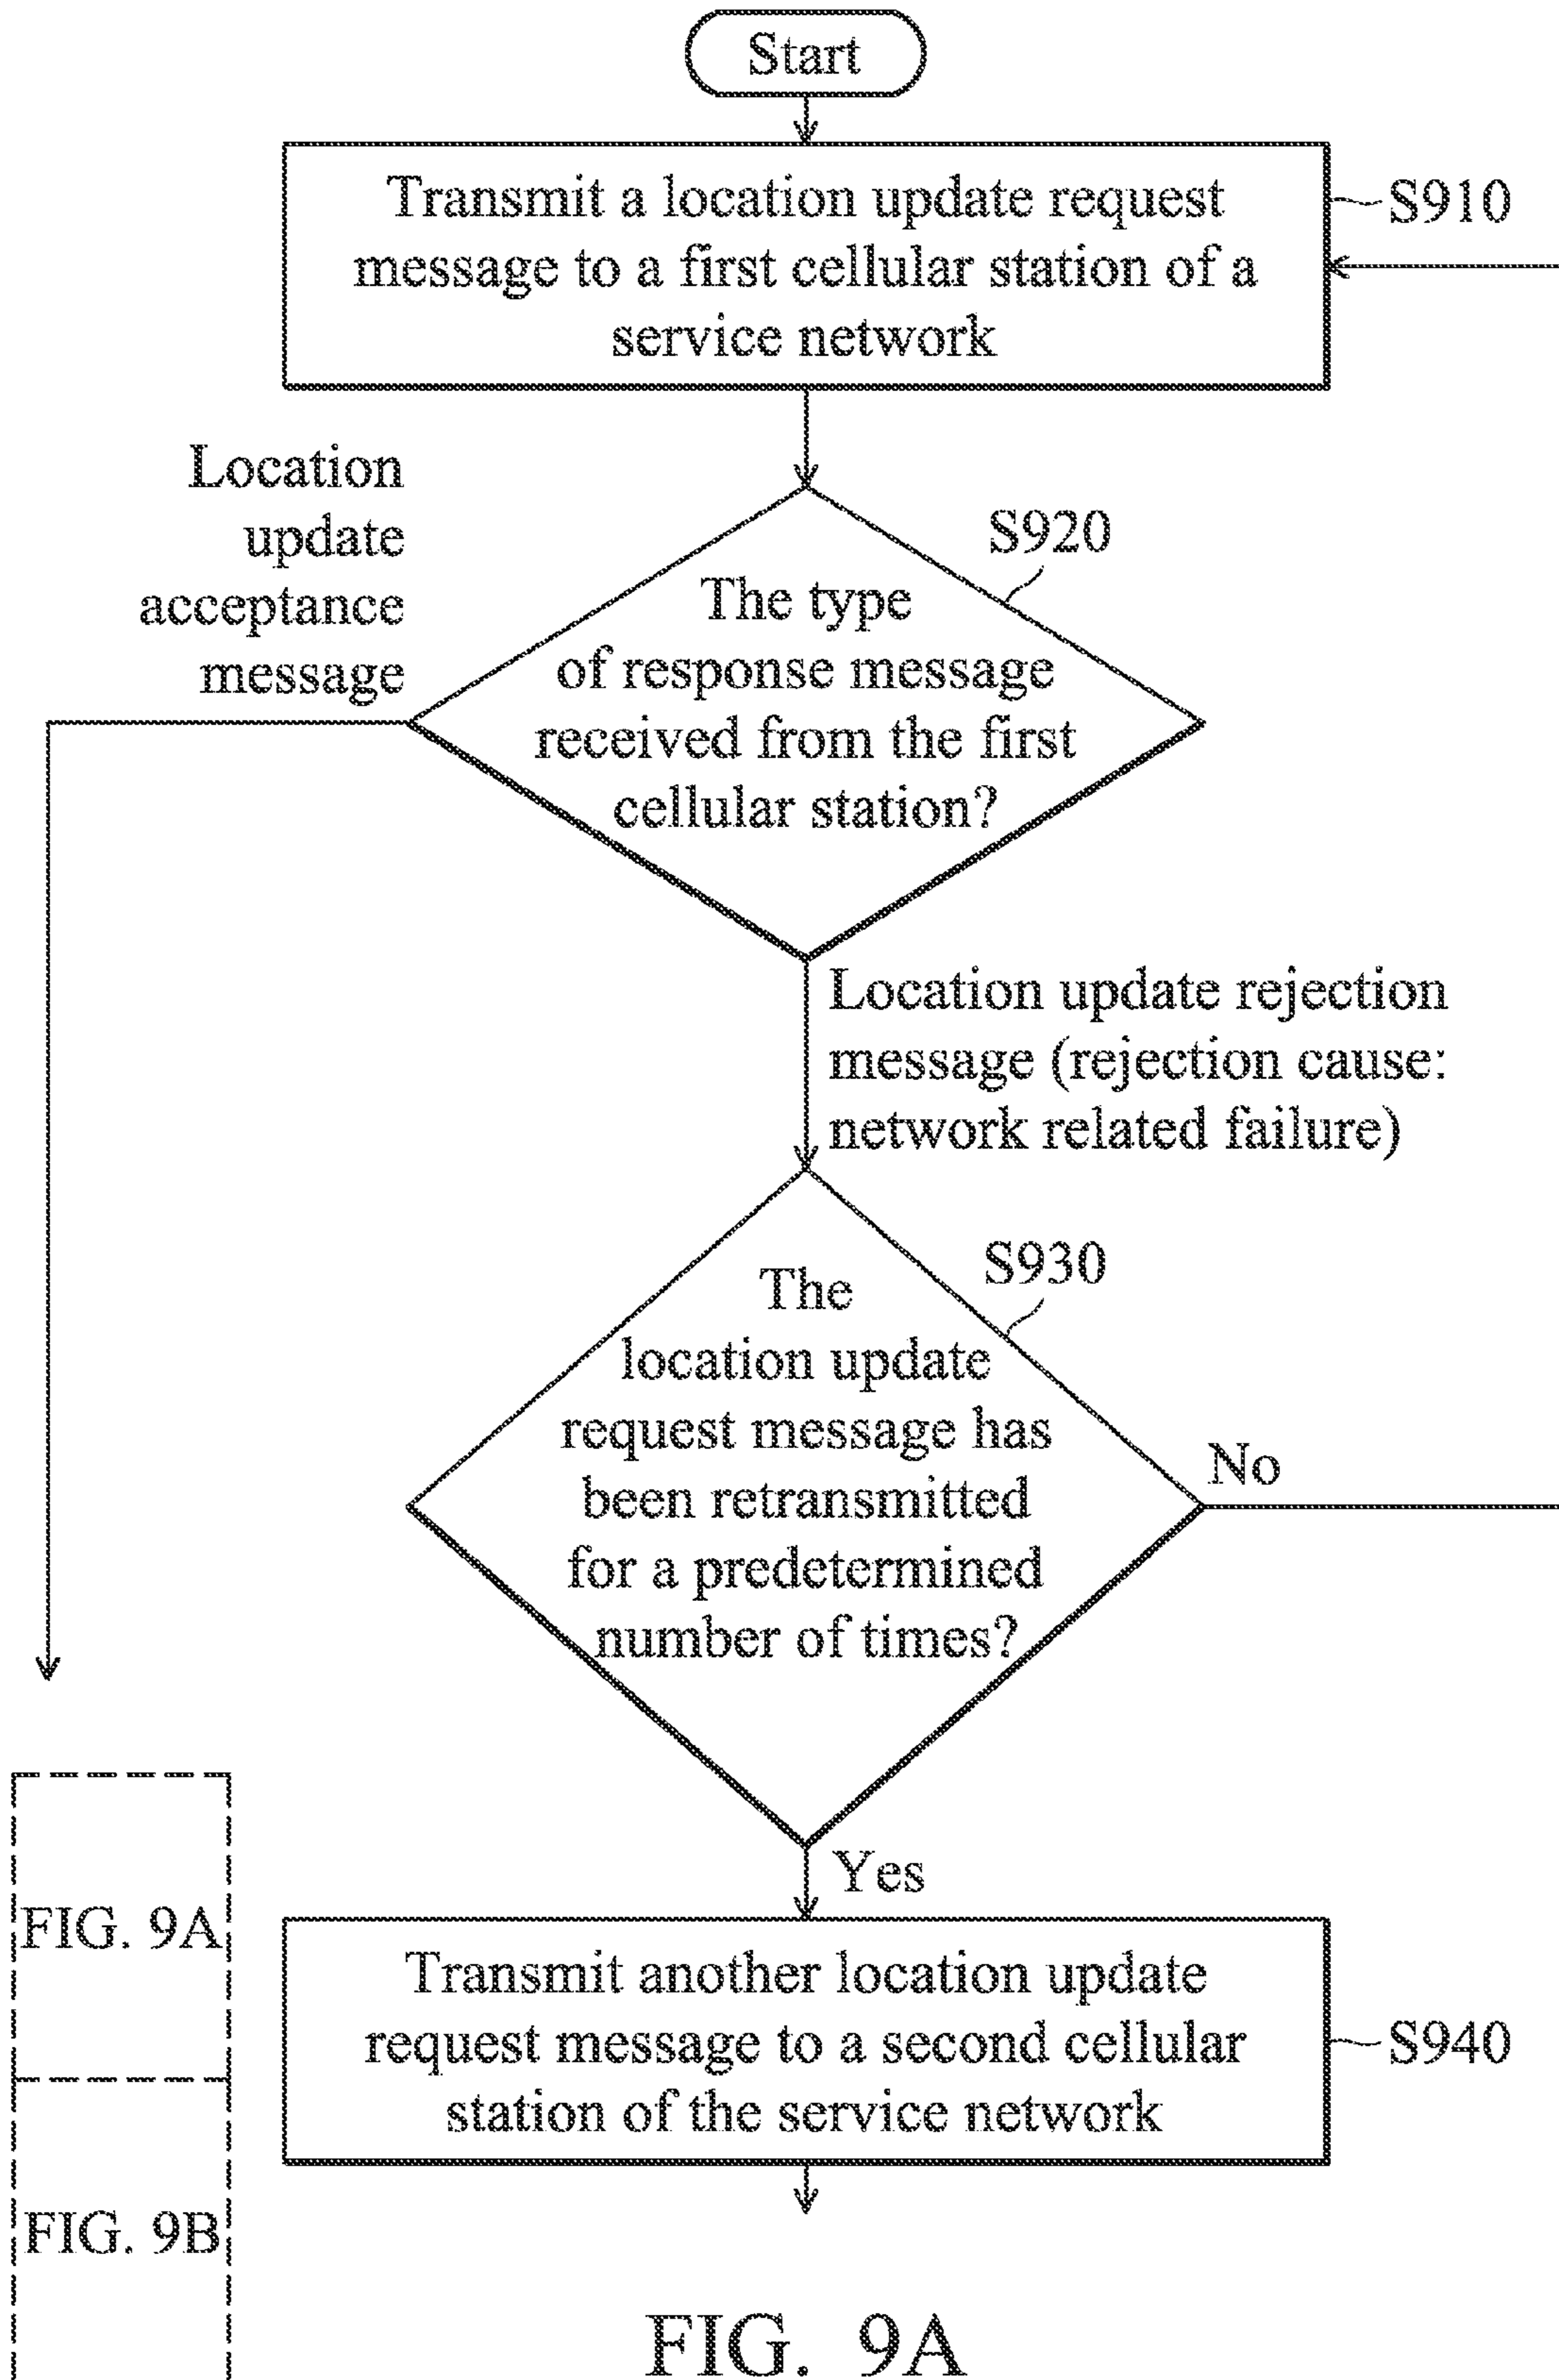 Start
Transmit a location update request
message to a first cellular station of a
service network
S910
Location
update
acceptance
message
S920
The type
of response message
received from the first
cellular station?
Location update rejection
message (rejection cause:
network related failure)
S930
The
location update
request message has
been retransmitted
for a predetermined
number of times?
No
Yes
Transmit another location update
request message to a second cellular
station of the service network
S940
FIG. 9A
FIG. 9B
FIG. 9A